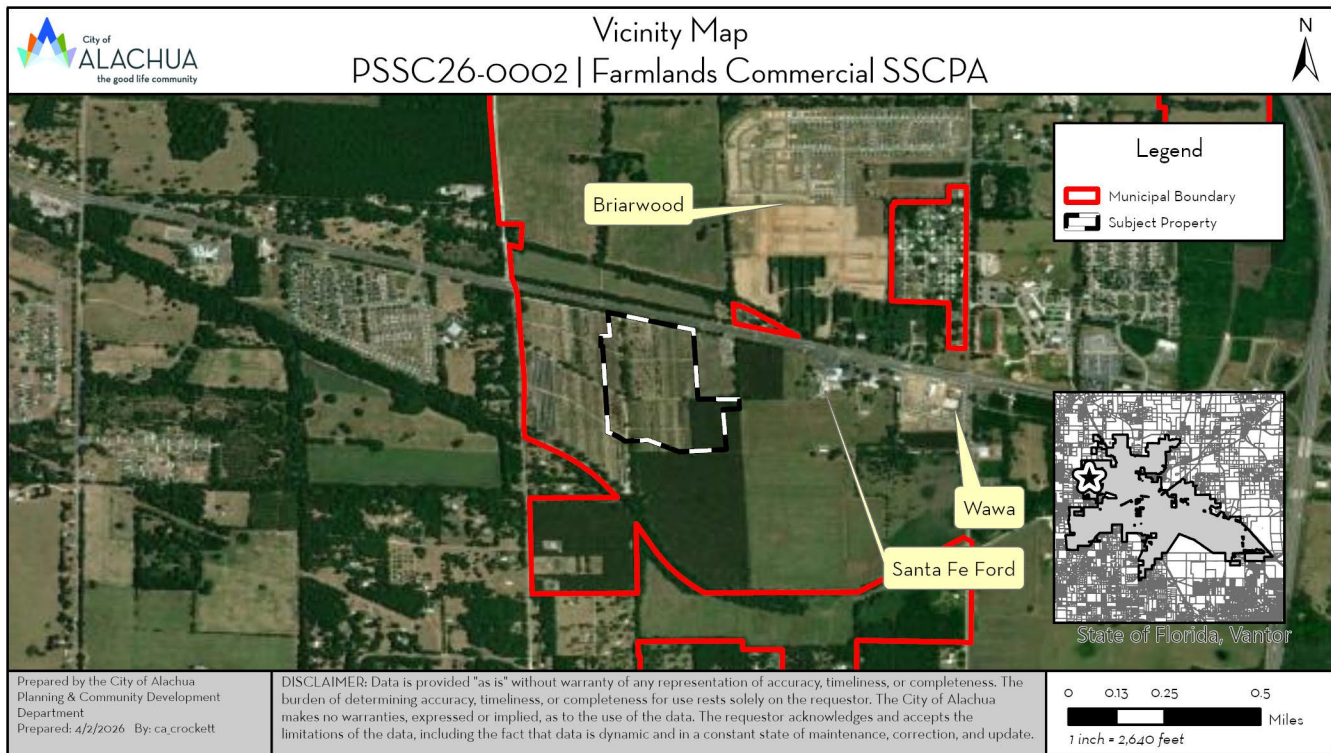 City of
ALACHUA
the good life community
Vicinity Map
PSSC26-0002 | Farmlands Commercial SSCPA
N
Legend
Municipal Boundary
Subject Property
Briarwood
Wawa
Santa Fe Ford
State of Florida, Vantor
Prepared by the City of Alachua
Planning & Community Development
Department
Prepared: 4/2/2026 By: ca_crockett
DISCLAIMER: Data is provided "as is" without warranty of any representation of accuracy, timeliness, or completeness. The
burden of determining accuracy, timeliness, or completeness for use rests solely on the requestor. The City of Alachua
makes no warranties, expressed or implied, as to the use of the data. The requestor acknowledges and accepts the
limitations of the data, including the fact that data is dynamic and in a constant state of maintenance, correction, and update.
0 0.13 0.25 0.5
Miles
1 inch = 2,640 feet